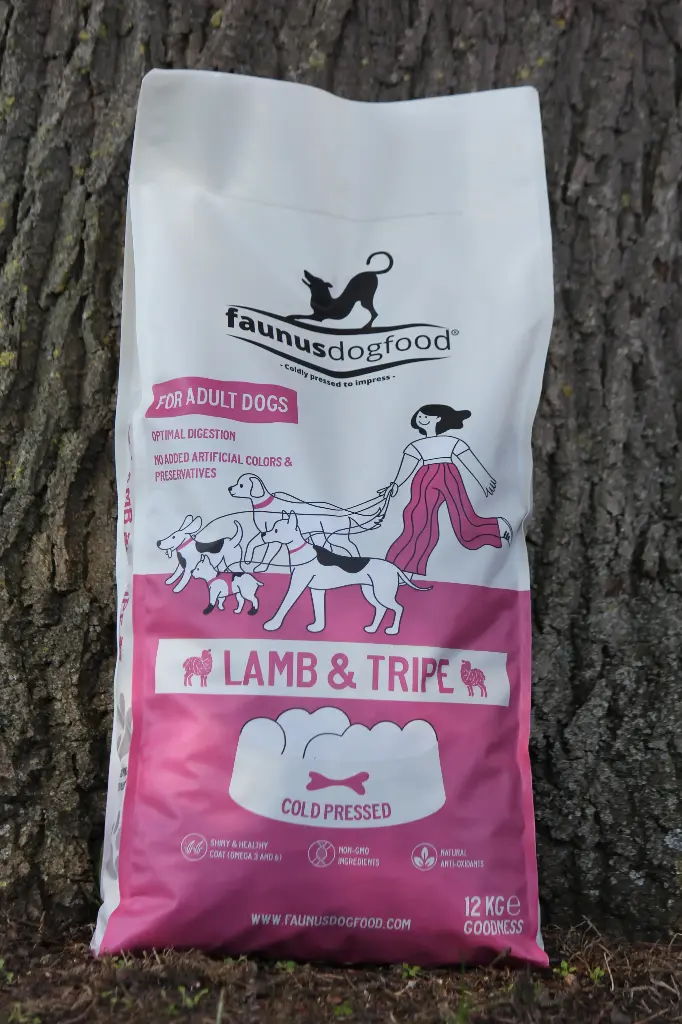 faunusdogfood®
- Coldly pressed to impress -
FOR ADULT DOGS
OPTIMAL DIGESTION
NO ADDED ARTIFICIAL COLORS &
PRESERVATIVES
LAMB & TRIPE
COLD PRESSED
SHINY & HEALTHY
COAT (OMEGA 3 AND 6)
NON-GMO
INGREDIENTS
NATURAL
ANTI-OXIDANTS
WWW.FAUNUSDOGFOOD.COM
12 KG e
GOODNESS